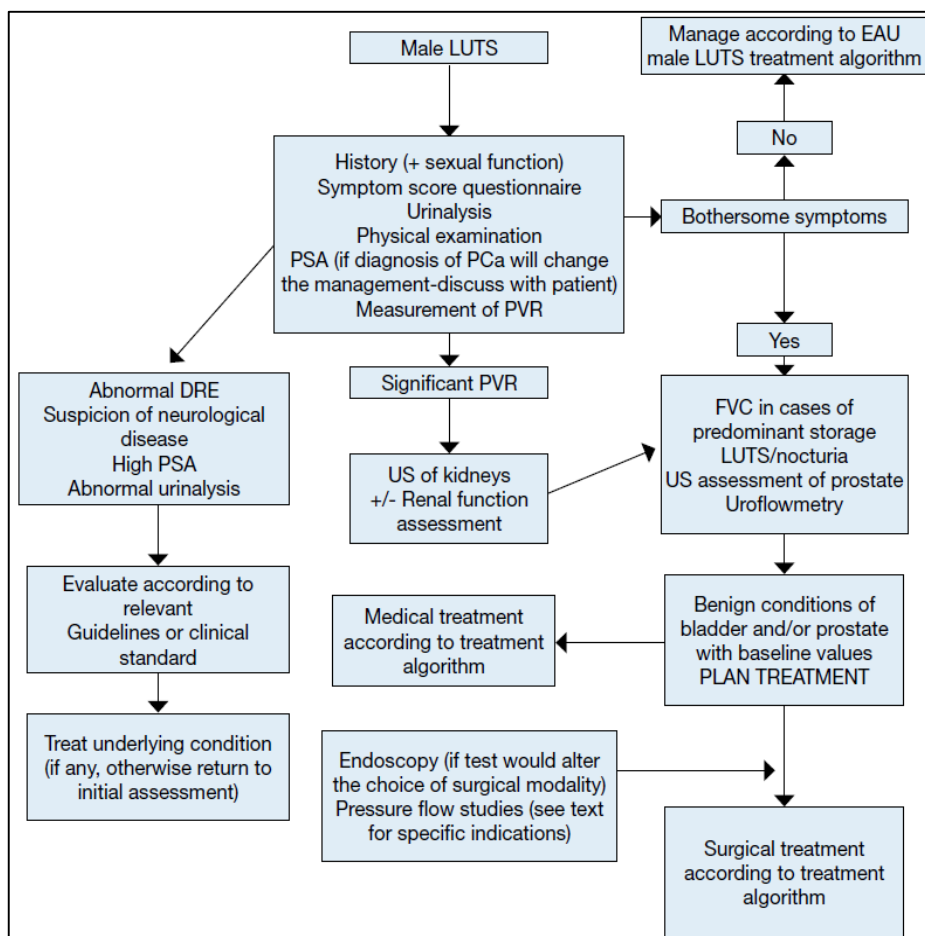 Male LUTS
Manage according to EAU
male LUTS treatment algorithm
No
History (+ sexual function)
Symptom score questionnaire
Urinalysis
Physical examination
PSA (if diagnosis of PCa will change
the management-discuss with patient)
Measurement of PVR
Bothersome symptoms
Yes
Abnormal DRE
Suspicion of neurological
disease
High PSA
Abnormal urinalysis
Significant PVR
US of kidneys
+/- Renal function
assessment
FVC in cases of
predominant storage
LUTS/nocturia
US assessment of prostate
Uroflowmetry
Evaluate according to
relevant
Guidelines or clinical
standard
Medical treatment
according to treatment
algorithm
Benign conditions of
bladder and/or prostate
with baseline values
PLAN TREATMENT
Treat underlying condition
(if any, otherwise return to
initial assessment)
Endoscopy (if test would alter
the choice of surgical modality)
Pressure flow studies (see text
for specific indications)
Surgical treatment
according to treatment
algorithm